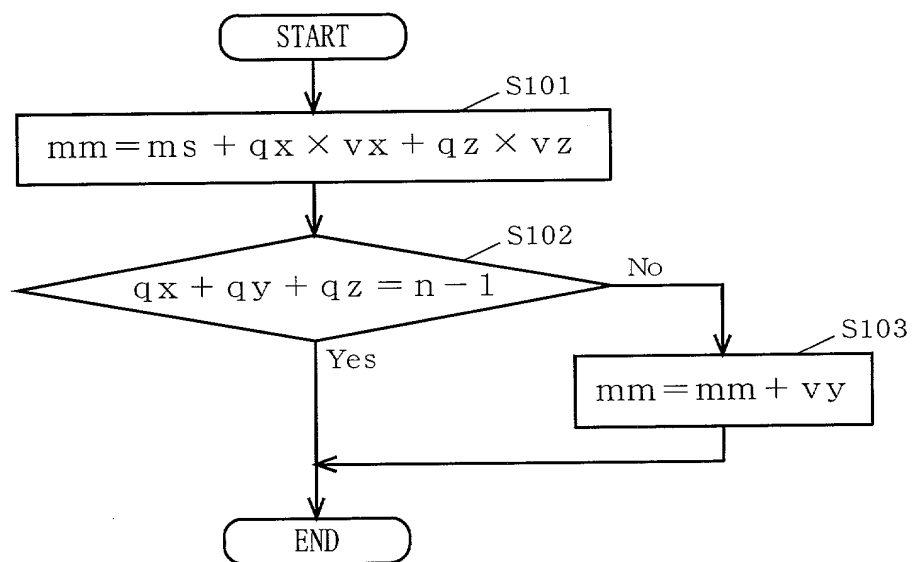 START
S101
mm=ms+qx×vx+qz×vz
S102
qx+qy+qz=n-1
No
Yes
S103
mm=mm+vy
END